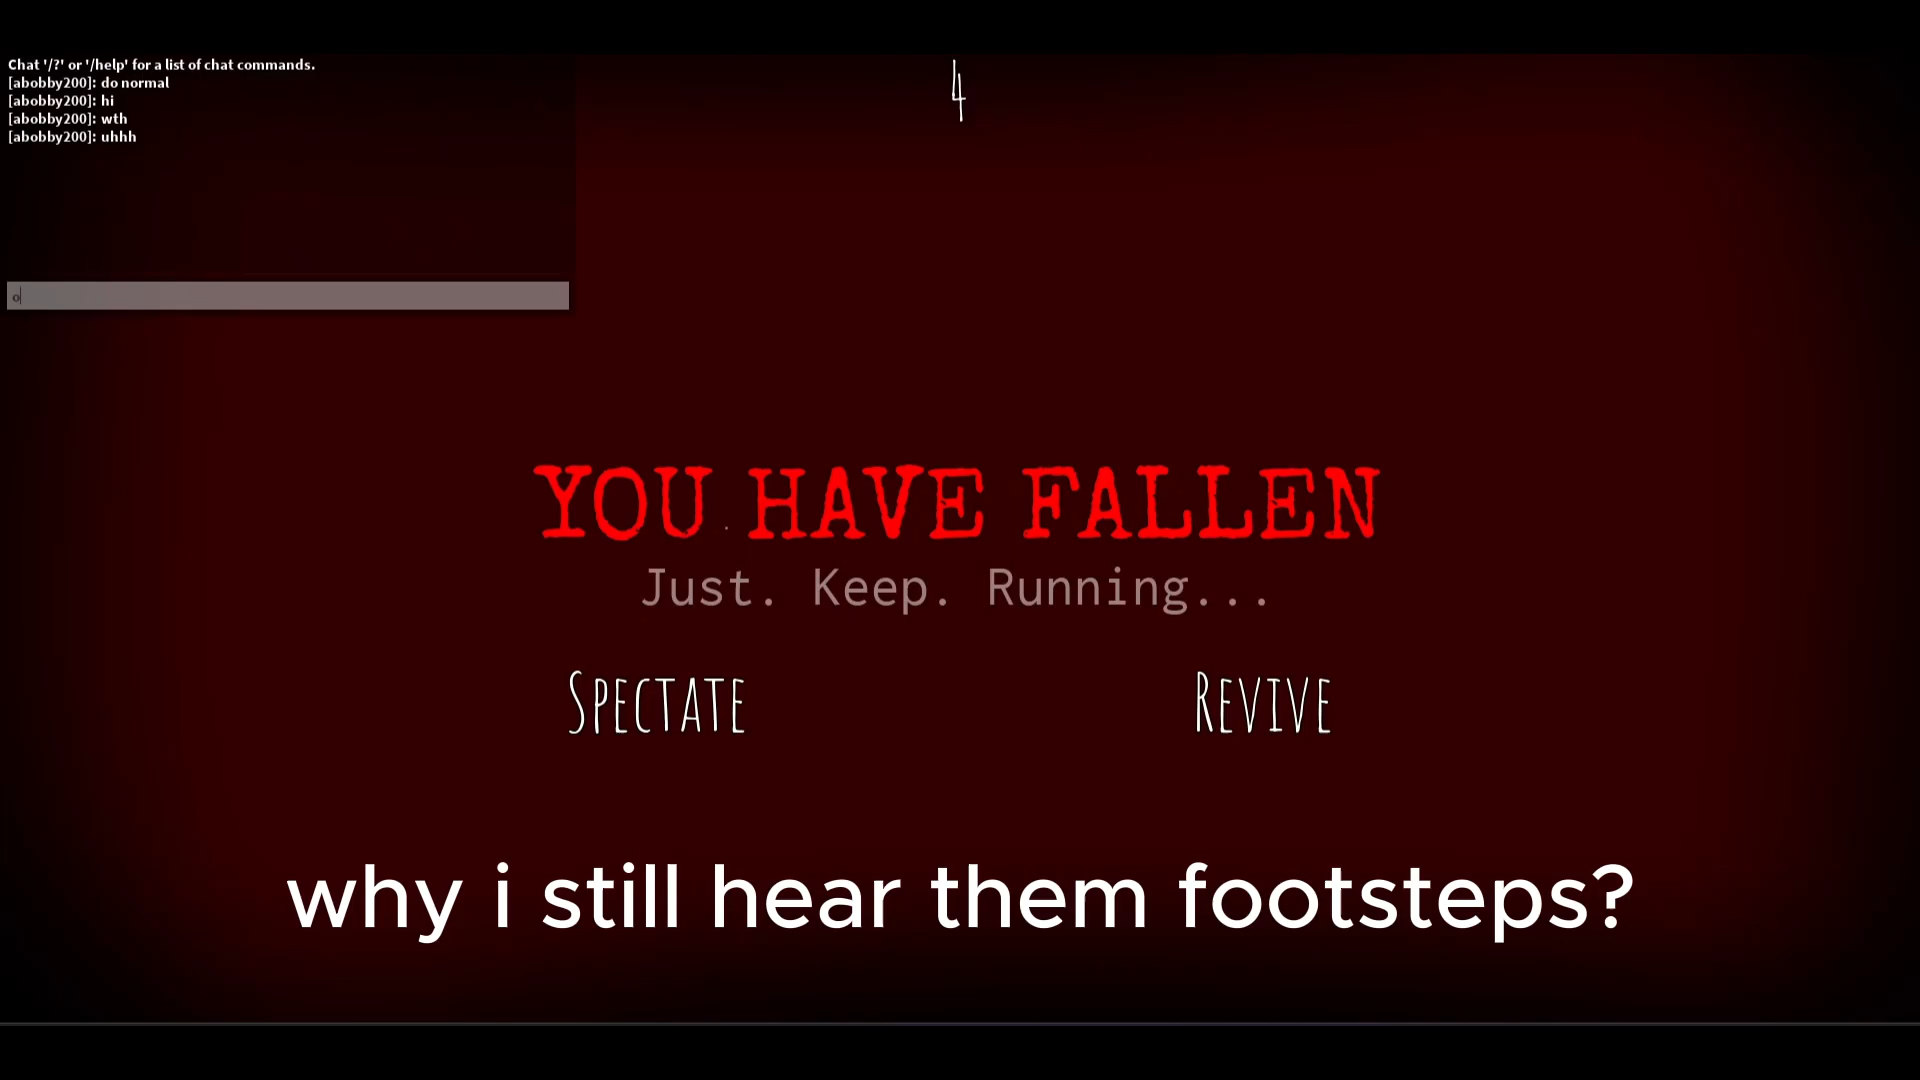 Chat '/?' or '/help' for a list of chat commands.
[abobby200]: do normal
[abobby200]: hi
[abobby200]: wth
[abobby200]: uhhh
4
o
YOU HAVE FALLEN
Just. Keep. Running...
SPECTATE
REVIVE
why i still hear them footsteps?